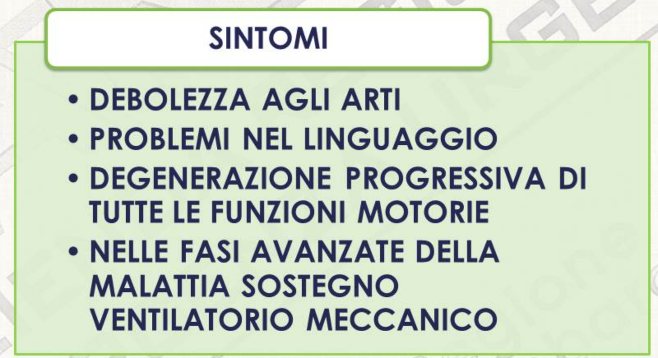 SINTOMI
• DEBOLEZZA AGLI ARTI
• PROBLEMI NEL LINGUAGGIO
• DEGENERAZIONE PROGRESSIVA DI
TUTTE LE FUNZIONI MOTORIE
• NELLE FASI AVANZATE DELLA
MALATTIA SOSTEGNO
VENTILATORIO MECCANICO